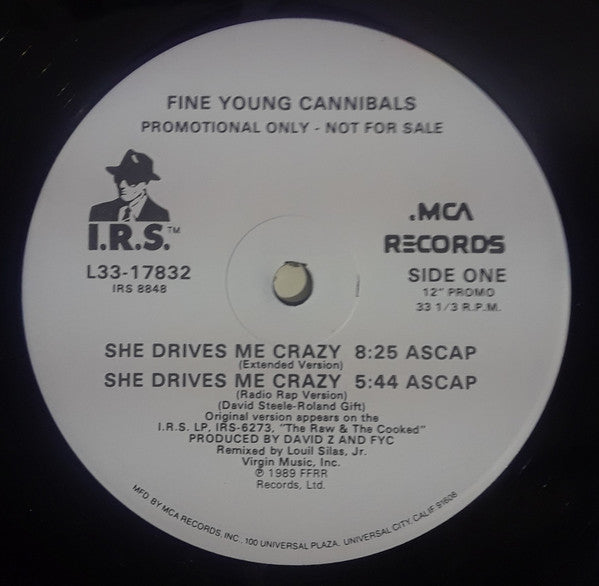 FINE YOUNG CANNIBALS
PROMOTIONAL ONLY - NOT FOR SALE
I.R.S.™
.MCA
RECORDS
L33-17832
IRS 8848
SIDE ONE
12" PROMO
33 1/3 R.P.M.
SHE DRIVES ME CRAZY 8:25 ASCAP
(Extended Version)
SHE DRIVES ME CRAZY 5:44 ASCAP
(Radio Rap Version)
(David Steele-Roland Gift)
Original version appears on the
I.R.S. LP, IRS-6273, "The Raw & The Cooked"
PRODUCED BY DAVID Z AND FYC
Remixed by Louil Silas, Jr.
Virgin Music, Inc.
℗ 1989 FFRR
Records, Ltd.
MFD. BY MCA RECORDS, INC., 100 UNIVERSAL PLAZA, UNIVERSAL CITY, CALIF. 91608